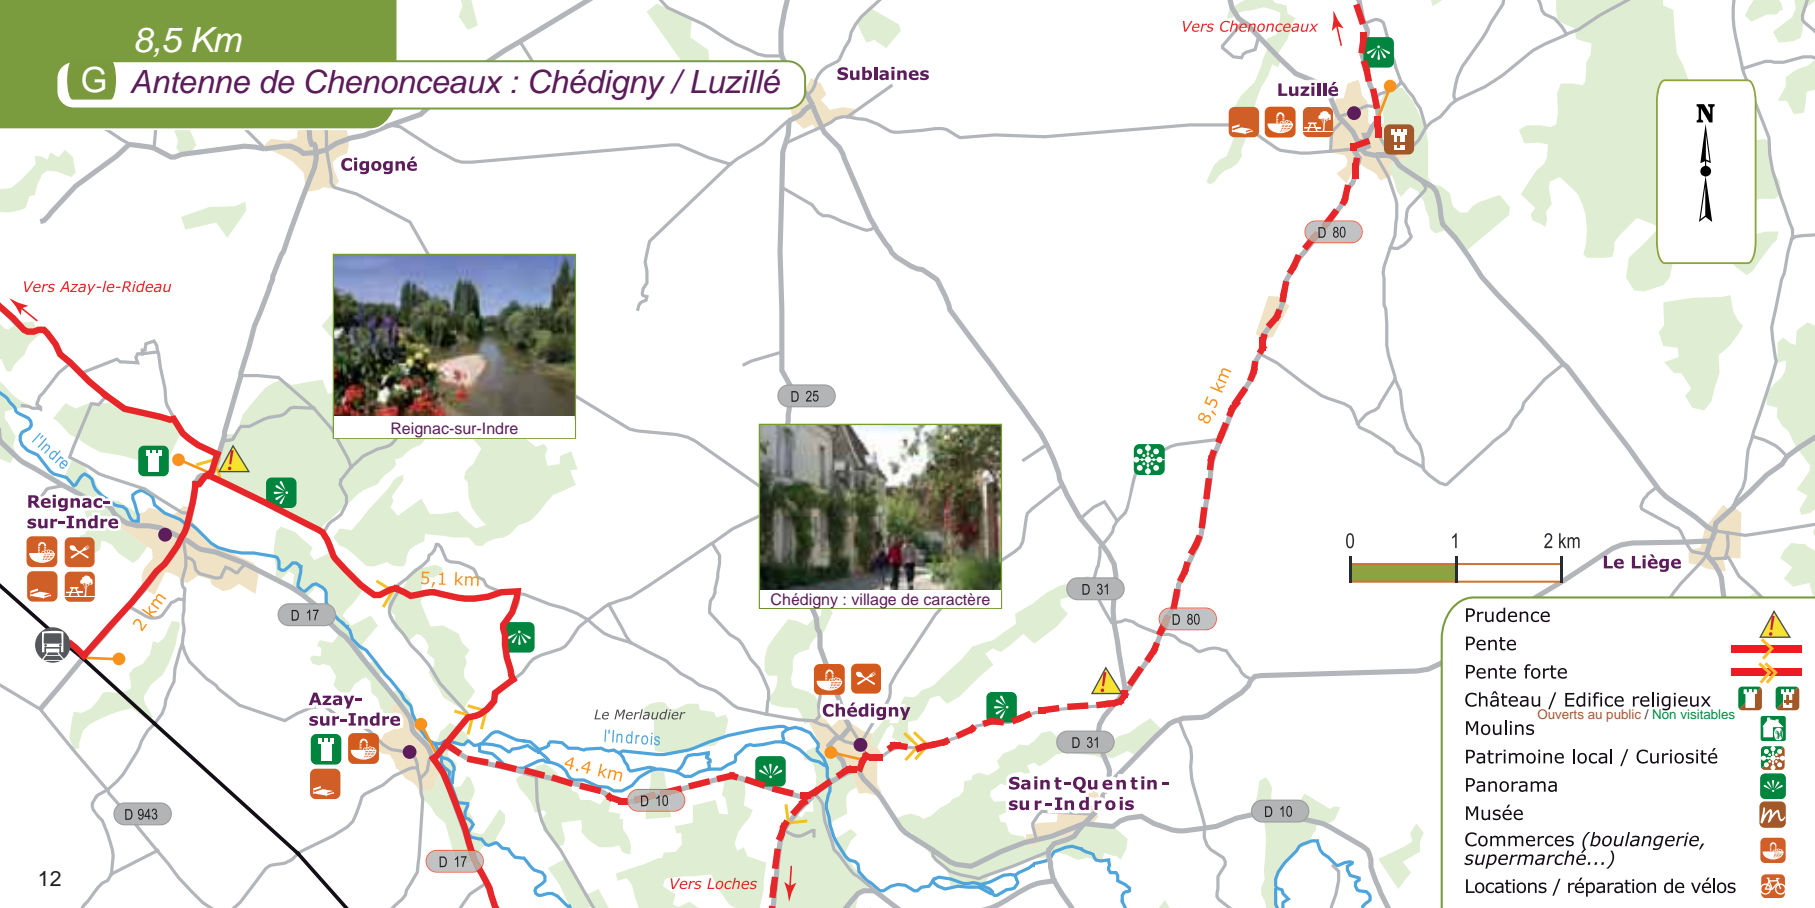 8,5 Km
G Antenne de Chenonceaux : Chédigny / Luzillé
Vers Chenonceaux
Sublaines
Luzillé
N
Cigogné
D 80
Vers Azay-le-Rideau
Reignac-sur-Indre
D 25
8,5 km
l'Indre
Chédigny : village de caractère
Reignac-
sur-Indre
0 1 2 km
Le Liège
5,1 km
D 31
2 km
D 17
D 80
Azay-
sur-Indre
Le Merlaudier
l'Indrois
Chédigny
D 31
4.4 km
D 10
Saint-Quentin-
sur-Indrois
D 10
D 943
D 17
Vers Loches
12
Prudence
Pente
Pente forte
Château / Edifice religieux
Ouverts au public / Non visitables
Moulins
Patrimoine local / Curiosité
Panorama
Musée
m
Commerces (boulangerie,
supermarché...)
Locations / réparation de vélos